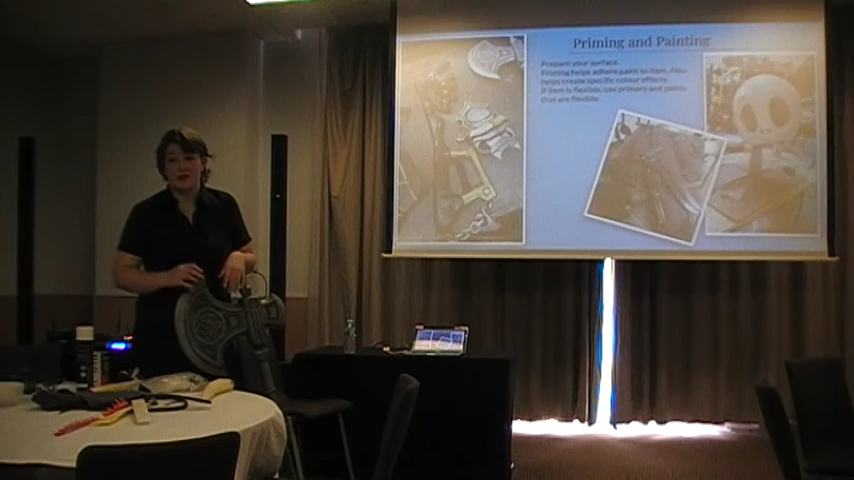 Priming and Painting
Prepare your surface.
Priming helps adhere paint to item. Also
helps create specific colour effects.
If item is flexible, use primers and paints
that are flexible.